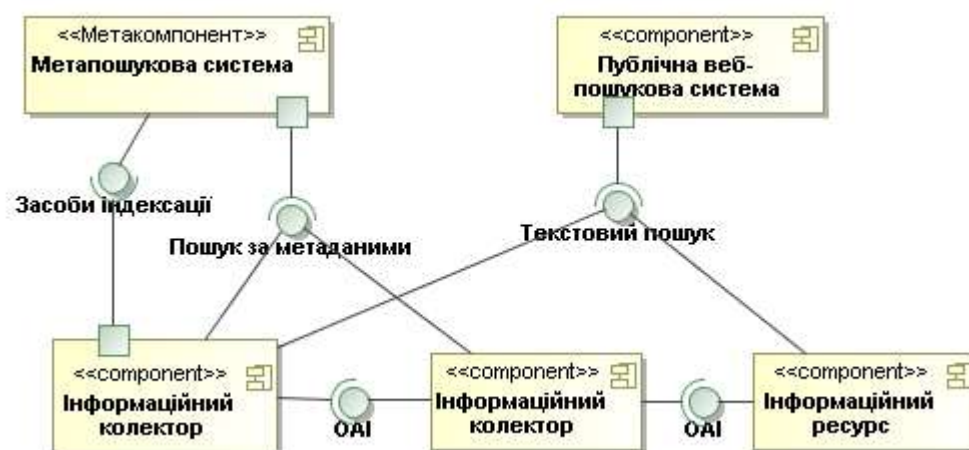 <<Метакомпонент>>
Метапошукова система
<<component>>
Публічна веб-
пошукова система
Засоби індексації
Пошук за метаданими
Текстовий пошук
<<component>>
Інформаційний
колектор
OAI
<<component>>
Інформаційний
колектор
OAI
<<component>>
Інформаційний
ресурс